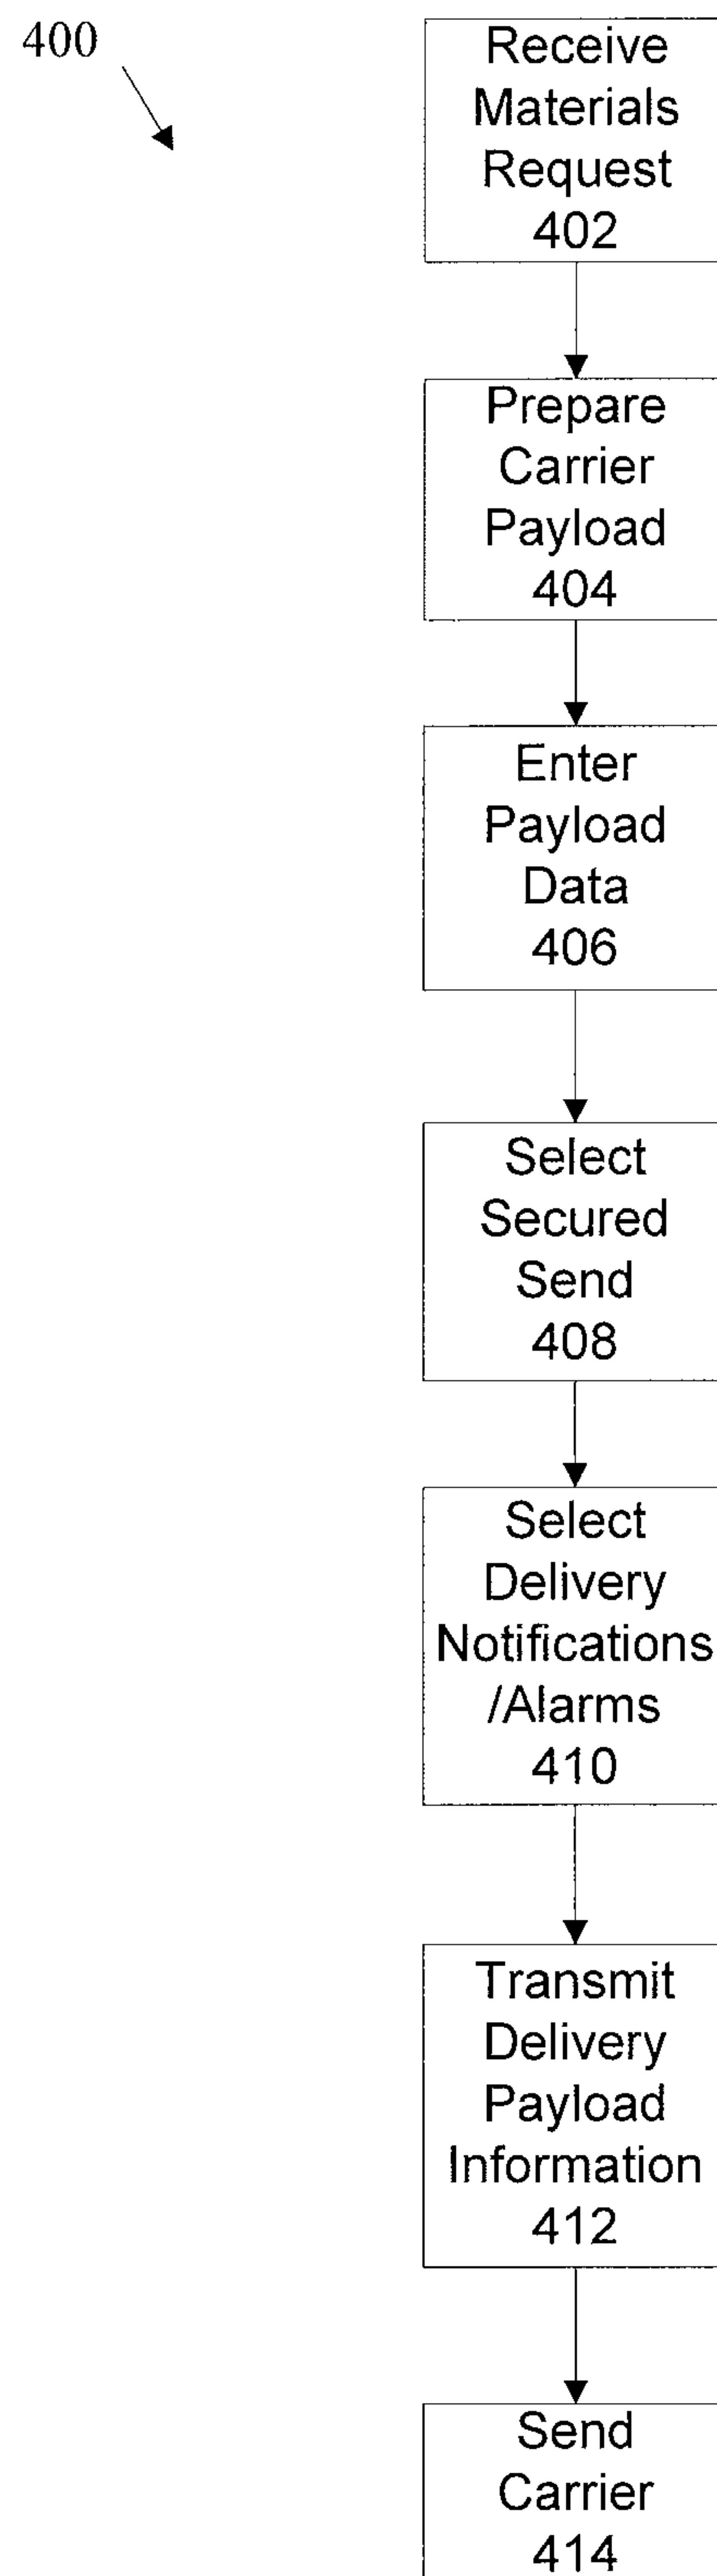 400
Receive
Materials
Request
402
Prepare
Carrier
Payload
404
Enter
Payload
Data
406
Select
Secured
Send
408
Select
Delivery
Notifications
/Alarms
410
Transmit
Delivery
Payload
Information
412
Send
Carrier
414